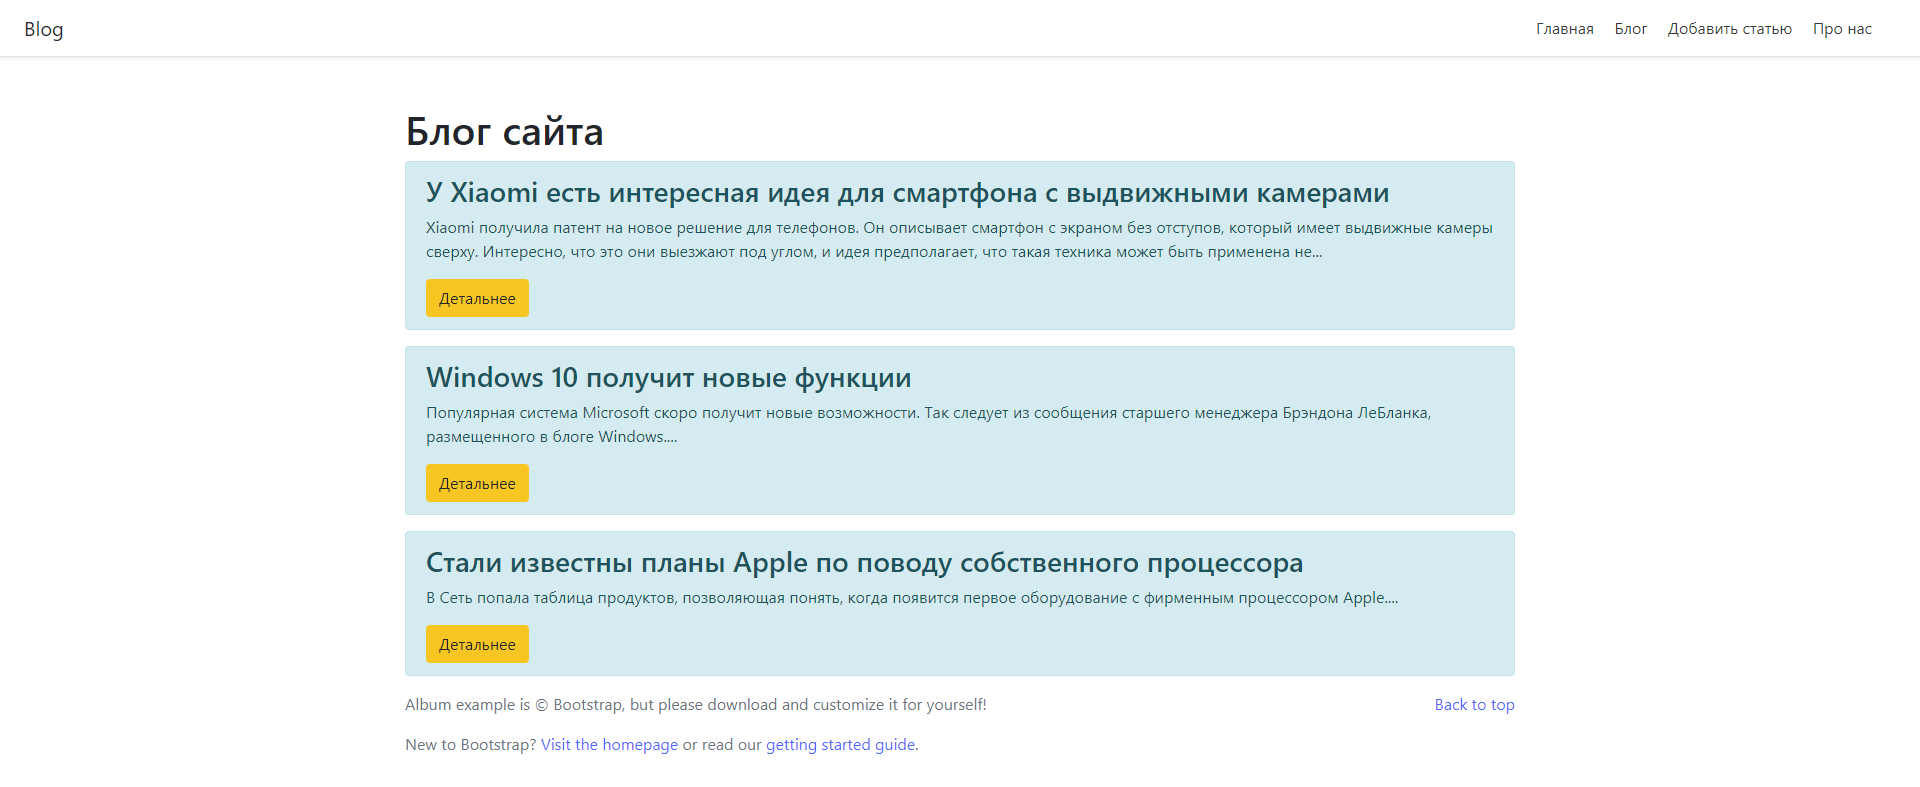 Blog
Главная Блог Добавить статью Про нас
Блог сайта
У Xiaomi есть интересная идея для смартфона с выдвижными камерами
Xiaomi получила патент на новое решение для телефонов. Он описывает смартфон с экраном без отступов, который имеет выдвижные камеры
сверху. Интересно, что это они выезжают под углом, и идея предполагает, что такая техника может быть применена не...
Детальнее
Windows 10 получит новые функции
Популярная система Microsoft скоро получит новые возможности. Так следует из сообщения старшего менеджера Брэндона ЛеБланка,
размещенного в блоге Windows....
Детальнее
Стали известны планы Apple по поводу собственного процессора
В Сеть попала таблица продуктов, позволяющая понять, когда появится первое оборудование с фирменным процессором Apple....
Детальнее
Album example is © Bootstrap, but please download and customize it for yourself!
Back to top
New to Bootstrap? Visit the homepage or read our getting started guide.